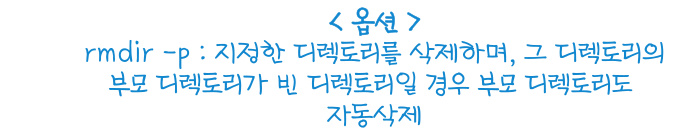 < 옵션 >
rmdir -p : 지정한 디렉토리를 삭제하며, 그 디렉토리의
부모 디렉토리가 빈 디렉토리일 경우 부모 디렉토리도
자동삭제